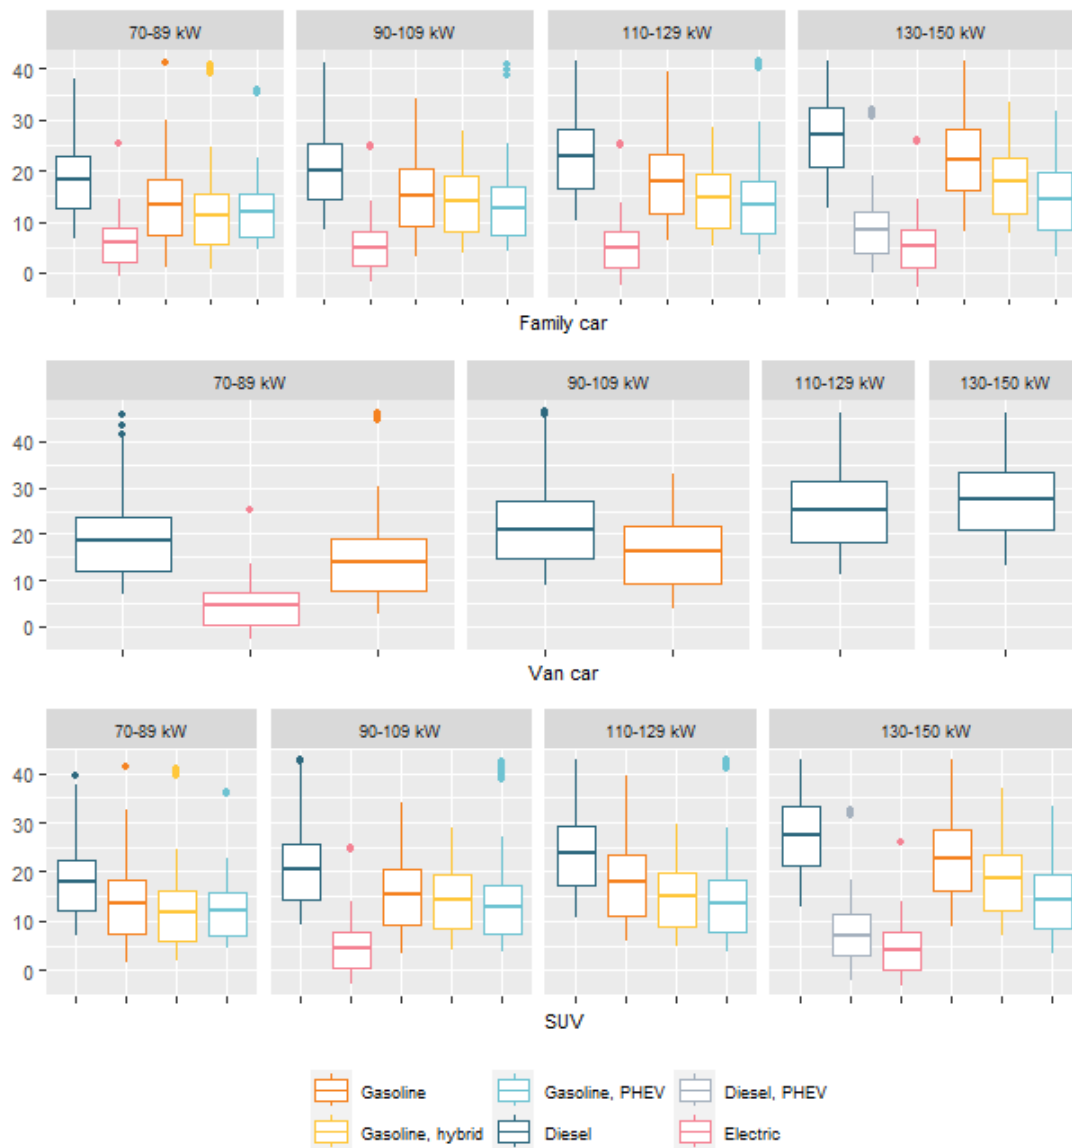 70-89 kW 90-109 kW 110-129 kW 130-150 kW
40
30
20
10
0
Family car
70-89 kW 90-109 kW 110-129 kW 130-150 kW
40
30
20
10
0
Van car
70-89 kW 90-109 kW 110-129 kW 130-150 kW
40
30
20
10
0
SUV
Gasoline Gasoline, PHEV Diesel, PHEV
Gasoline, hybrid Diesel Electric